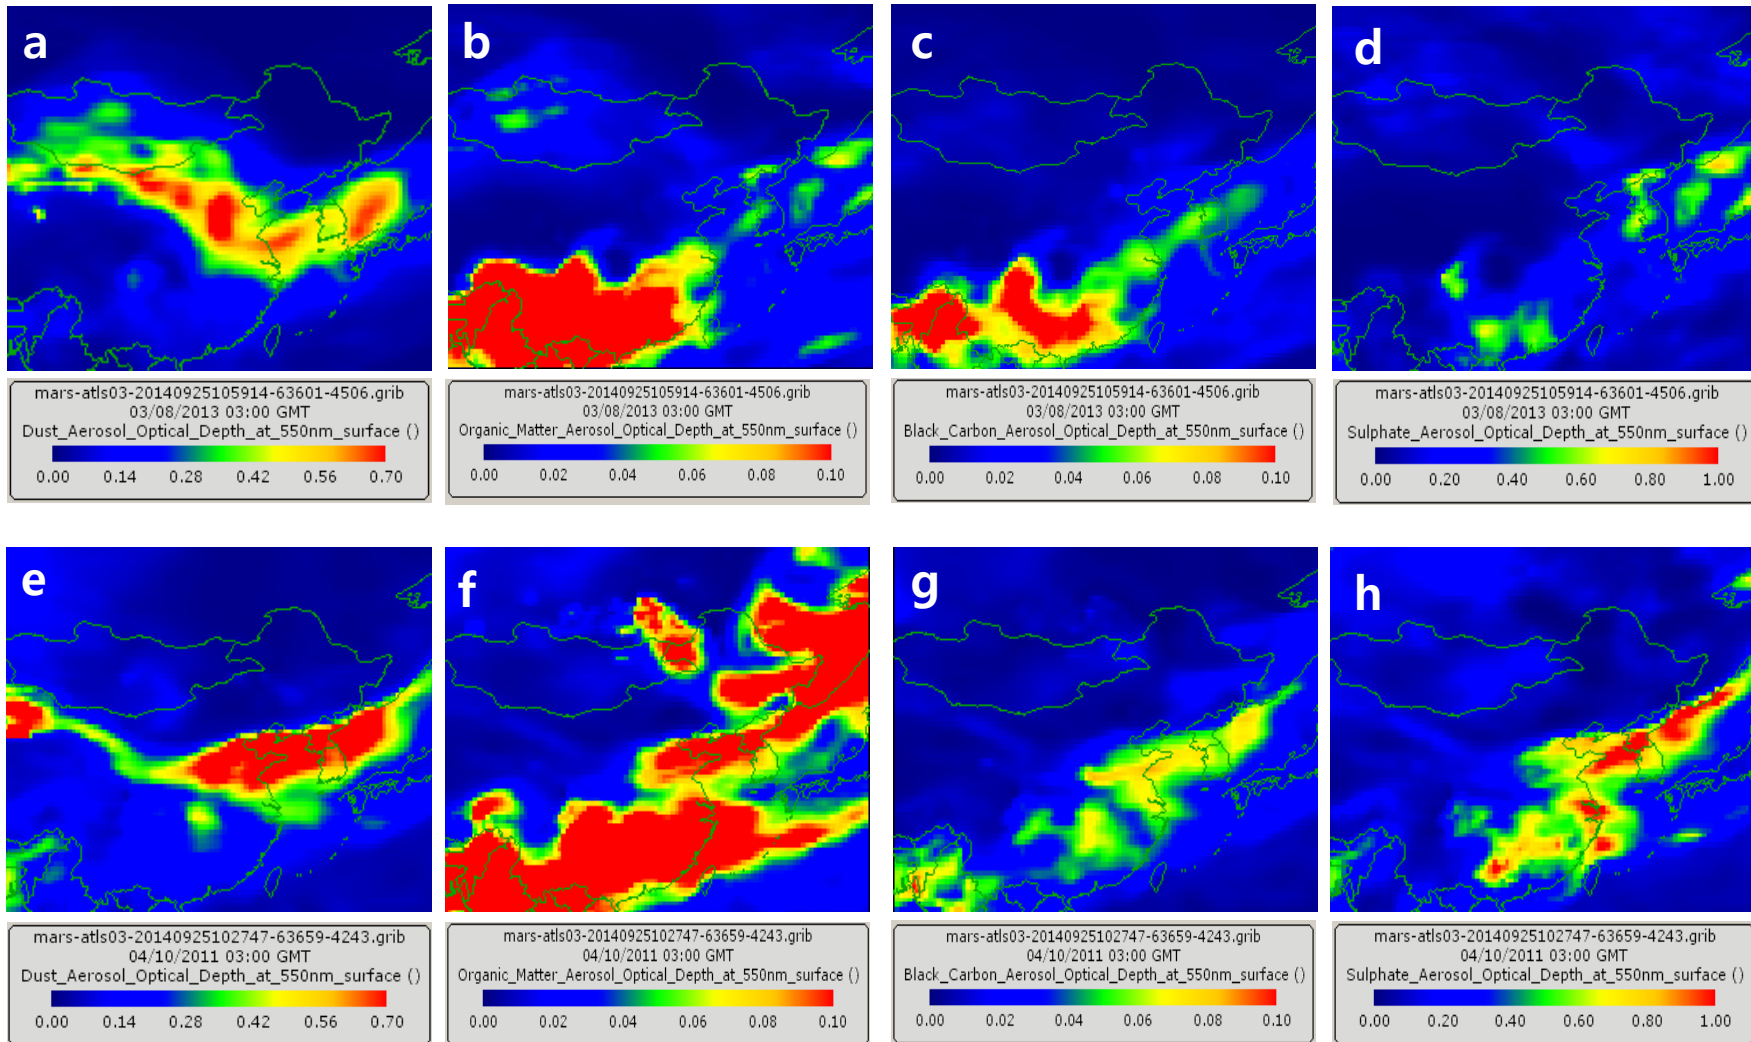 a
b
c
d
mars-atls03-20140925105914-63601-4506.grib
03/08/2013 03:00 GMT
Dust_Aerosol_Optical_Depth_at_550nm_surface ()
0.00 0.14 0.28 0.42 0.56 0.70
mars-atls03-20140925105914-63601-4506.grib
03/08/2013 03:00 GMT
Organic_Matter_Aerosol_Optical_Depth_at_550nm_surface ()
0.00 0.02 0.04 0.06 0.08 0.10
mars-atls03-20140925105914-63601-4506.grib
03/08/2013 03:00 GMT
Black_Carbon_Aerosol_Optical_Depth_at_550nm_surface ()
0.00 0.02 0.04 0.06 0.08 0.10
mars-atls03-20140925105914-63601-4506.grib
03/08/2013 03:00 GMT
Sulphate_Aerosol_Optical_Depth_at_550nm_surface ()
0.00 0.20 0.40 0.60 0.80 1.00
e
f
g
h
mars-atls03-20140925102747-63659-4243.grib
04/10/2011 03:00 GMT
Dust_Aerosol_Optical_Depth_at_550nm_surface ()
0.00 0.14 0.28 0.42 0.56 0.70
mars-atls03-20140925102747-63659-4243.grib
04/10/2011 03:00 GMT
Organic_Matter_Aerosol_Optical_Depth_at_550nm_surface ()
0.00 0.02 0.04 0.06 0.08 0.10
mars-atls03-20140925102747-63659-4243.grib
04/10/2011 03:00 GMT
Black_Carbon_Aerosol_Optical_Depth_at_550nm_surface ()
0.00 0.02 0.04 0.06 0.08 0.10
mars-atls03-20140925102747-63659-4243.grib
04/10/2011 03:00 GMT
Sulphate_Aerosol_Optical_Depth_at_550nm_surface ()
0.00 0.20 0.40 0.60 0.80 1.00